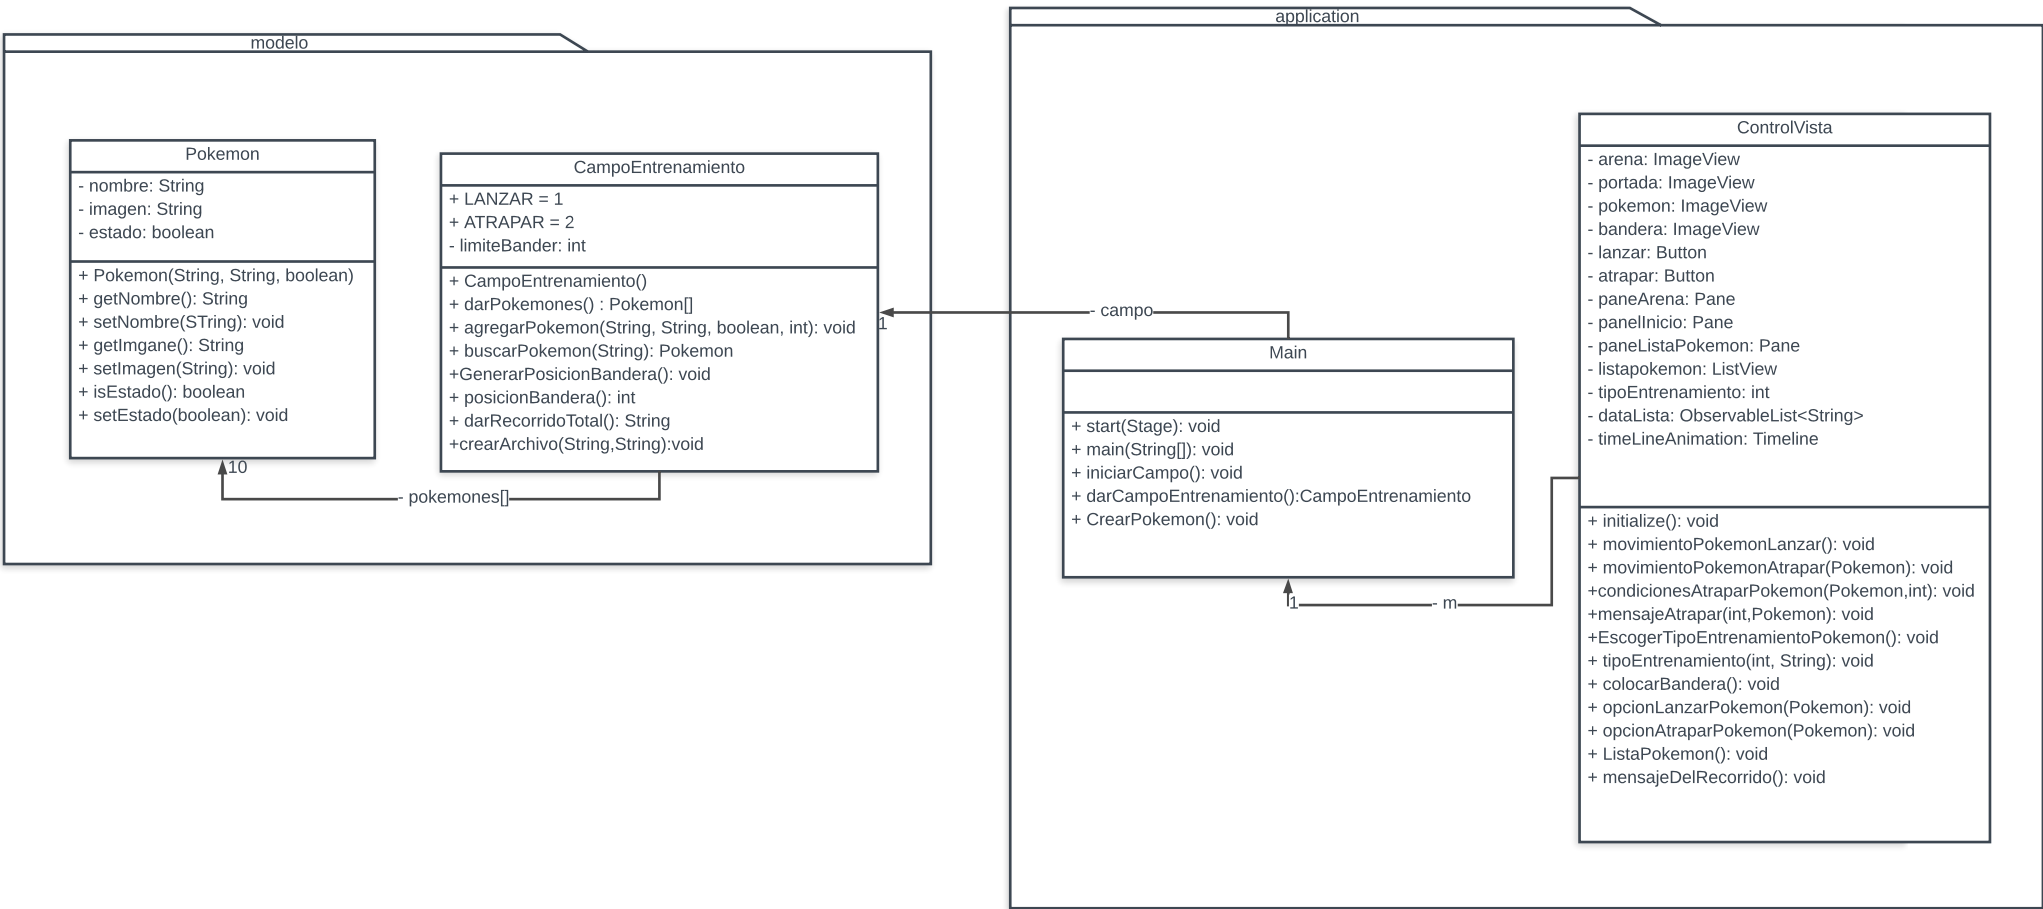 modelo
Pokemon
- nombre: String
- imagen: String
- estado: boolean
+ Pokemon(String, String, boolean)
+ getNombre(): String
+ setNombre(STring): void
+ getImgane(): String
+ setImagen(String): void
+ isEstado(): boolean
+ setEstado(boolean): void
10
- pokemones[]
CampoEntrenamiento
+ LANZAR = 1
+ ATRAPAR = 2
- limiteBander: int
+ CampoEntrenamiento()
+ darPokemones() : Pokemon[]
+ agregarPokemon(String, String, boolean, int): void
+ buscarPokemon(String): Pokemon
+GenerarPosicionBandera(): void
+ posicionBandera(): int
+ darRecorridoTotal(): String
+crearArchivo(String,String):void
1
- campo
application
Main
+ start(Stage): void
+ main(String[]): void
+ iniciarCampo(): void
+ darCampoEntrenamiento():CampoEntrenamiento
+ CrearPokemon(): void
1
- m
ControlVista
- arena: ImageView
- portada: ImageView
- pokemon: ImageView
- bandera: ImageView
- lanzar: Button
- atrapar: Button
- paneArena: Pane
- panelInicio: Pane
- paneListaPokemon: Pane
- listapokemon: ListView
- tipoEntrenamiento: int
- dataLista: ObservableList<String>
- timeLineAnimation: Timeline
+ initialize(): void
+ movimientoPokemonLanzar(): void
+ movimientoPokemonAtrapar(Pokemon): void
+condicionesAtraparPokemon(Pokemon,int): void
+mensajeAtrapar(int,Pokemon): void
+EscogerTipoEntrenamientoPokemon(): void
+ tipoEntrenamiento(int, String): void
+ colocarBandera(): void
+ opcionLanzarPokemon(Pokemon): void
+ opcionAtraparPokemon(Pokemon): void
+ ListaPokemon(): void
+ mensajeDelRecorrido(): void